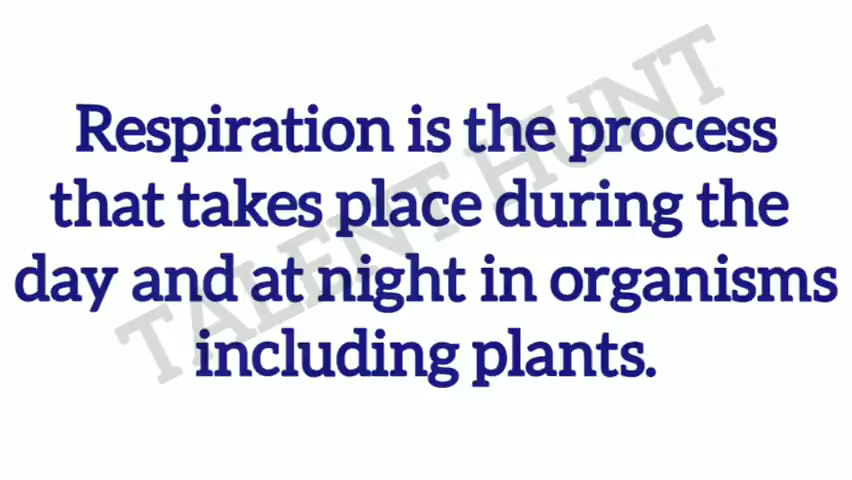 Respiration is the process
that takes place during the
day and at night in organisms
including plants.
TALENT HUNT